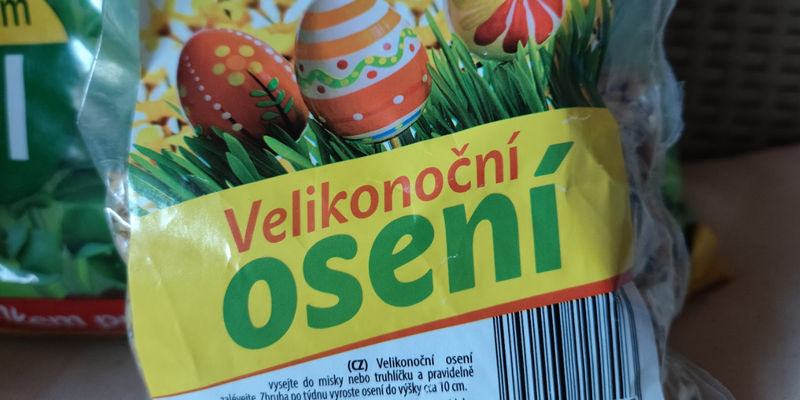 m
l
Velikonoční
osení
(CZ) Velikonoční osení
vysejte do misky nebo truhlíčku a pravidelně
zalévejte. Zhruba po týdnu vyroste osení do výšky cca 10 cm.